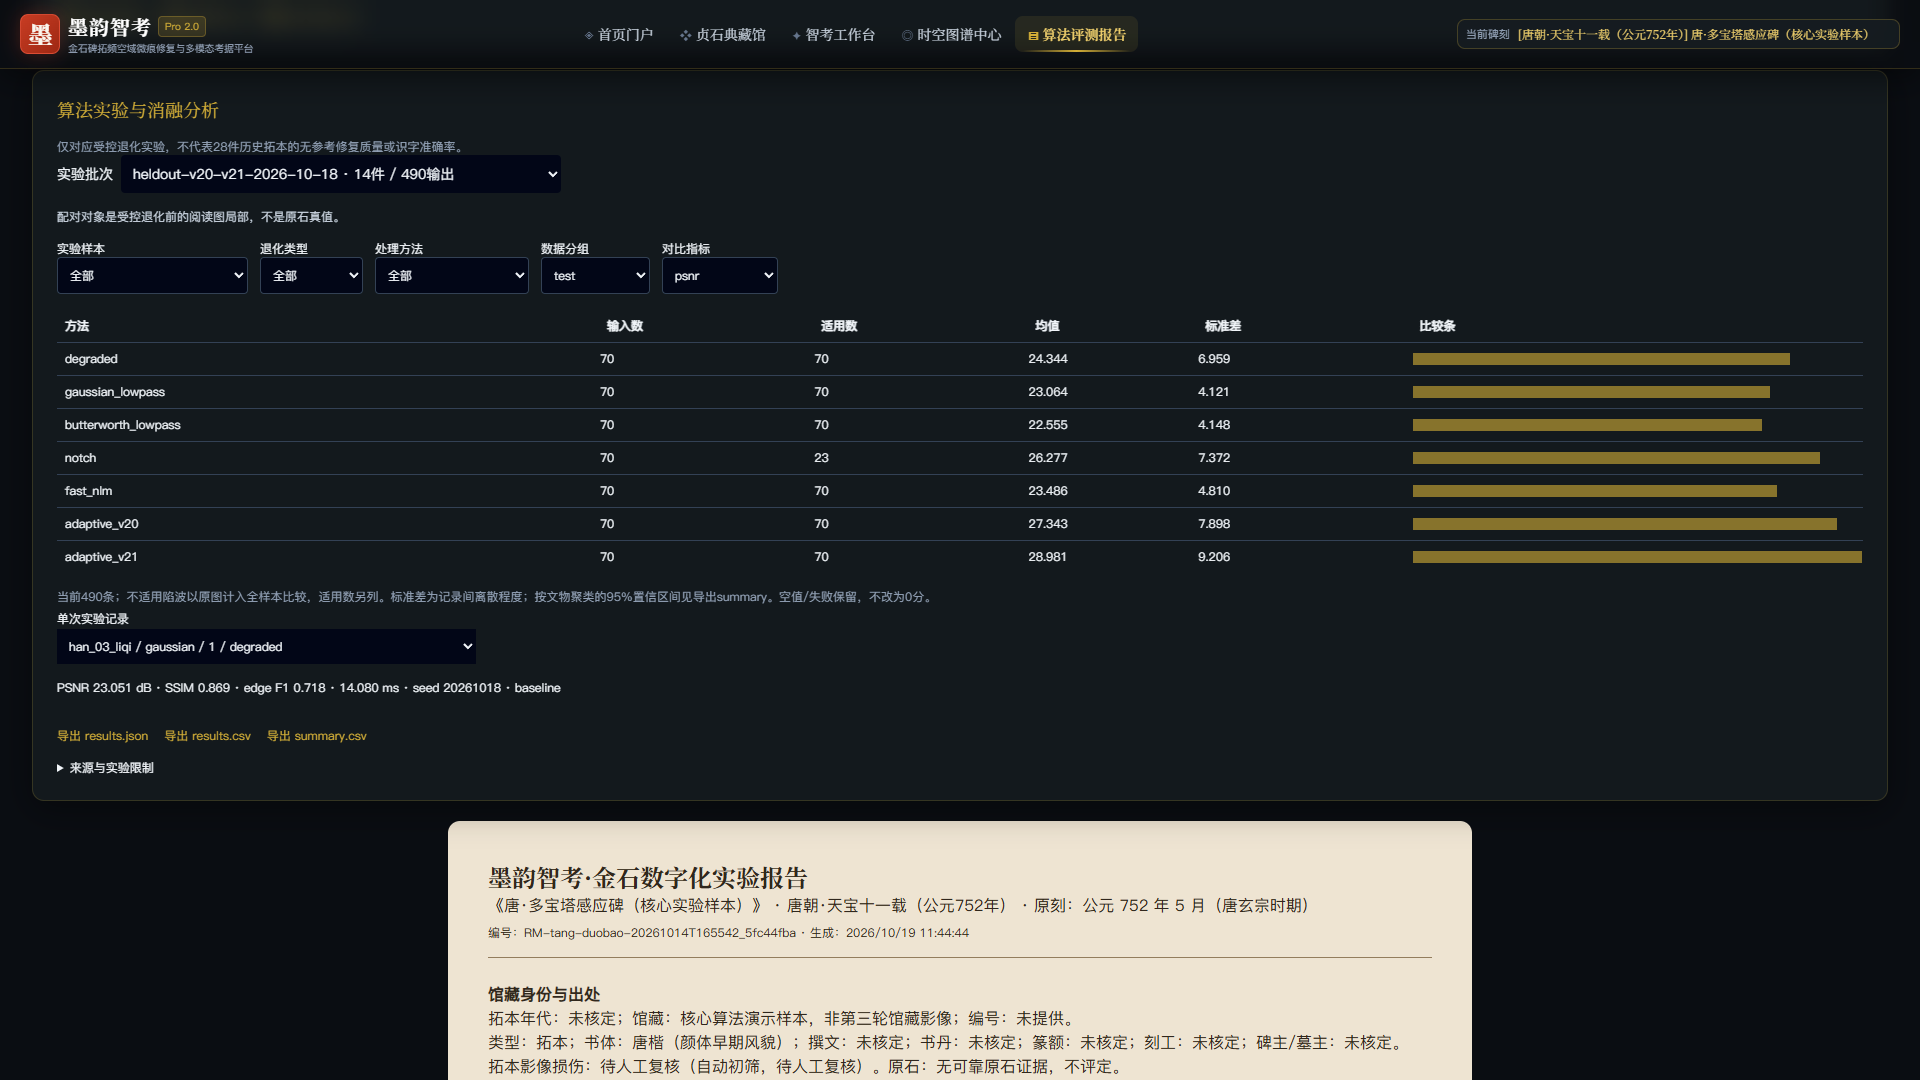 墨 墨韵智考 Pro 2.0
金石碑拓频空域微痕修复与多模态考据平台
首页门户 贞石典藏馆 智考工作台 时空图谱中心 算法评测报告
当前碑刻 [唐朝·天宝十一载（公元752年）] 唐·多宝塔感应碑（核心实验样本）
算法实验与消融分析
仅对应受控退化实验，不代表28件历史拓本的无参考修复质量或识字准确率。
实验批次 heldout-v20-v21-2026-10-18 · 14件 / 490输出
配对对象是受控退化前的阅读图局部，不是原石真值。
实验样本 退化类型 处理方法 数据分组 对比指标
全部 全部 全部 test psnr
方法 输入数 适用数 均值 标准差 比较条
degraded 70 70 24.344 6.959
gaussian_lowpass 70 70 23.064 4.121
butterworth_lowpass 70 70 22.555 4.148
notch 70 23 26.277 7.372
fast_nlm 70 70 23.486 4.810
adaptive_v20 70 70 27.343 7.898
adaptive_v21 70 70 28.981 9.206
当前490条；不适用陷波以原图计入全样本比较，适用数另列。标准差为记录间离散程度；按文物聚类的95%置信区间见导出summary。空值/失败保留，不改为0分。
单次实验记录
han_03_liqi / gaussian / 1 / degraded
PSNR 23.051 dB · SSIM 0.869 · edge F1 0.718 · 14.080 ms · seed 20261018 · baseline
导出 results.json 导出 results.csv 导出 summary.csv
来源与实验限制
墨韵智考·金石数字化实验报告
《唐·多宝塔感应碑（核心实验样本）》 · 唐朝·天宝十一载（公元752年） · 原刻：公元 752 年 5 月（唐玄宗时期）
编号：RM-tang-duobao-20261014T165542_5fc44fba · 生成：2026/10/19 11:44:44
馆藏身份与出处
拓本年代：未核定；馆藏：核心算法演示样本，非第三轮馆藏影像；编号：未提供。
类型：拓本；书体：唐楷（颜体早期风貌）；撰文：未核定；书丹：未核定；篆额：未核定；刻工：未核定；碑主/墓主：未核定。
拓本影像损伤：待人工复核（自动初筛，待人工复核）。原石：无可靠原石证据，不评定。